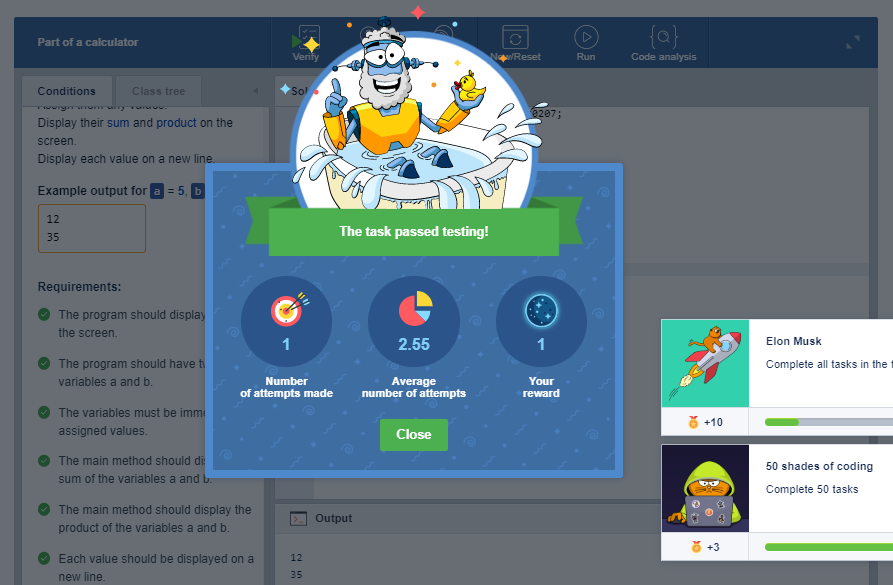 Part of a calculator
Verify
New/Reset
Run
Code analysis
Conditions
Class tree
Display their sum and product on the
screen.
Display each value on a new line.
Example output for a = 5, b
12
35
Requirements:
The program should display
the screen.
The program should have
variables a and b.
The variables must be imme
assigned values.
The main method should dis
sum of the variables a and b.
The main method should display the
product of the variables a and b.
Each value should be displayed on a
new line.
0207;
The task passed testing!
1
2.55
1
Number
of attempts made
Average
number of attempts
Your
reward
Close
Output
12
35
Elon Musk
Complete all tasks in the
+10
50 shades of coding
Complete 50 tasks
+3